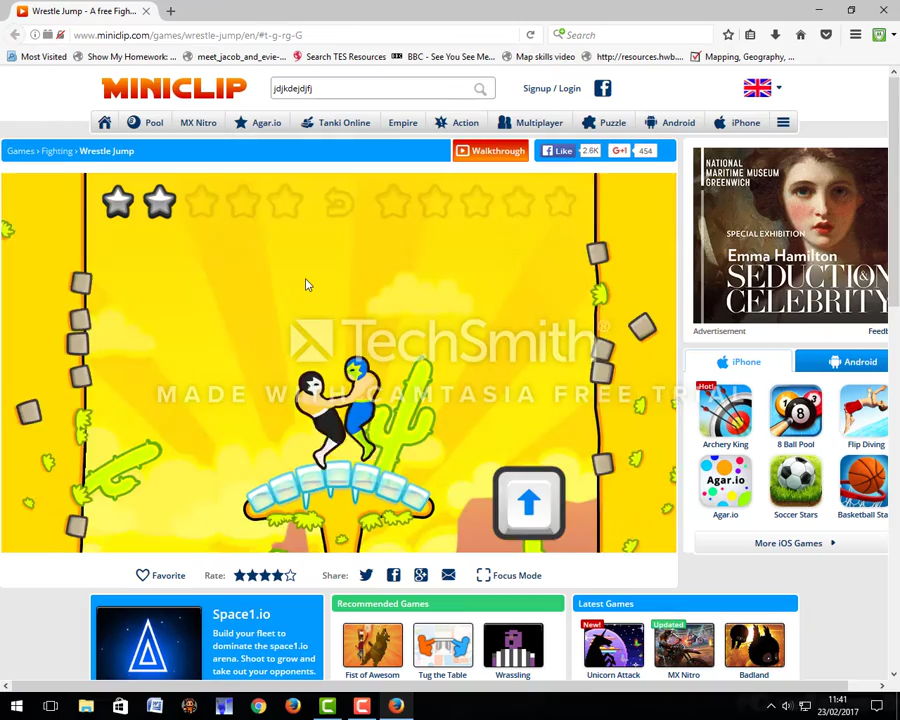 Wrestle Jump - A free Figh...
www.miniclip.com/games/wrestle-jump/en/#t-g-rg-G
Search
Most Visited
Show My Homework: ...
meet_jacob_and_evie-...
Search TES Resources
BBC - See You See Me...
Map skills video
http://resources.hwb....
Mapping, Geography, ...
MINICLIP
jdjkdejdjfj
Signup / Login
Pool
MX Nitro
Agar.io
Tanki Online
Empire
Action
Multiplayer
Puzzle
Android
iPhone
Games › Fighting › Wrestle Jump
Walkthrough
Like
2.6K
G+1
454
NATIONAL
MARITIME MUSEUM
GREENWICH
SPECIAL EXHIBITION
Emma Hamilton
SEDUCTION
& CELEBRITY
Advertisement
Feedb
TechSmith®
MADE WITH CAMTASIA FREE TRIAL
iPhone
Android
Hot!
Archery King
8 Ball Pool
Flip Diving
Agar.io
Agar.io
Soccer Stars
Basketball Sta
More iOS Games
Favorite
Rate:
Share:
Focus Mode
Space1.io
Build your fleet to
dominate the space1.io
arena. Shoot to grow and
take out your opponents.
Recommended Games
Fist of Awesom
Tug the Table
Wrassling
Latest Games
New!
Updated
Unicorn Attack
MX Nitro
Badland
11:41
23/02/2017